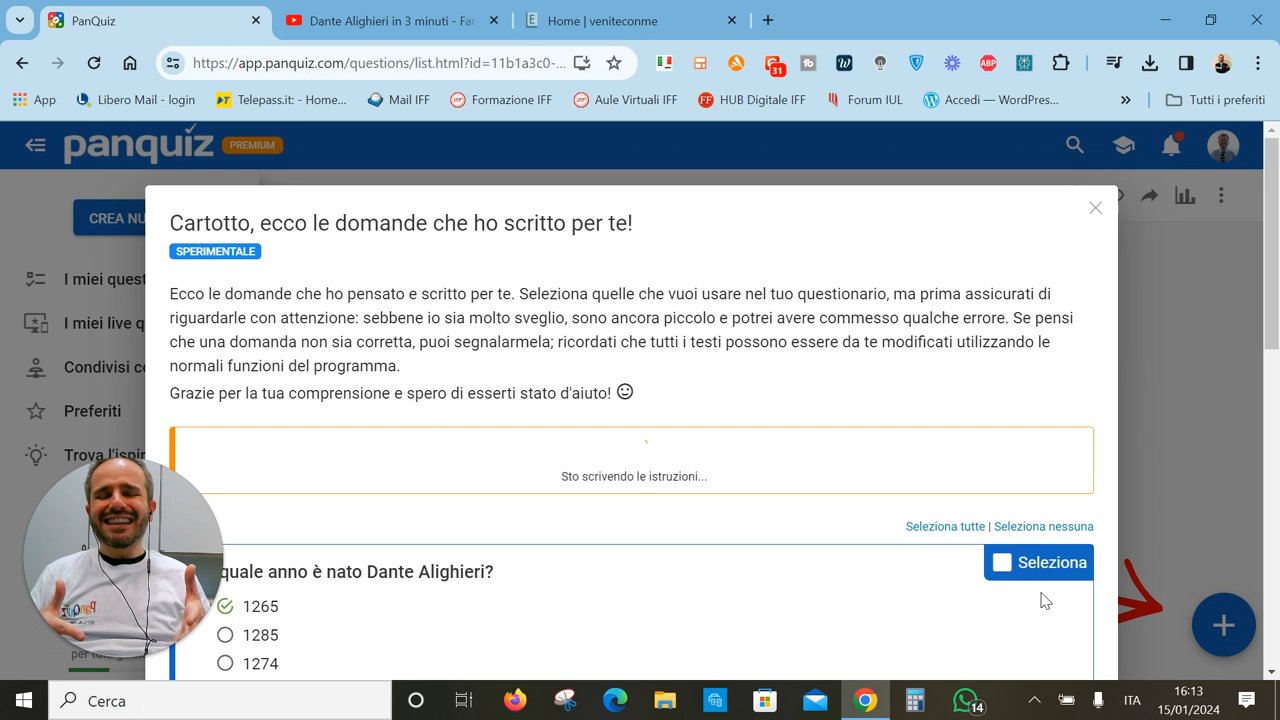 PanQuiz
Dante Alighieri in 3 minuti - Fan
Home | veniteconme
https://app.panquiz.com/questions/list.html?id=11b1a3c0-...
31
ABP
App
Libero Mail - login
Telepass.it: - Home...
Mail IFF
Formazione IFF
Aule Virtuali IFF
HUB Digitale IFF
Forum IUL
Accedi — WordPres...
Tutti i preferiti
panquiz PREMIUM
CREA NU
Cartotto, ecco le domande che ho scritto per te!
SPERIMENTALE
Ecco le domande che ho pensato e scritto per te. Seleziona quelle che vuoi usare nel tuo questionario, ma prima assicurati di
riguardarle con attenzione: sebbene io sia molto sveglio, sono ancora piccolo e potrei avere commesso qualche errore. Se pensi
che una domanda non sia corretta, puoi segnalarmela; ricordati che tutti i testi possono essere da te modificati utilizzando le
normali funzioni del programma.
Grazie per la tua comprensione e spero di esserti stato d'aiuto!
I miei quest
I miei live q
Condivisi co
Preferiti
Trova l'ispir
Sto scrivendo le istruzioni...
Seleziona tutte | Seleziona nessuna
Seleziona
quale anno è nato Dante Alighieri?
1265
1285
1274
Cerca
14
ITA
16:13
15/01/2024